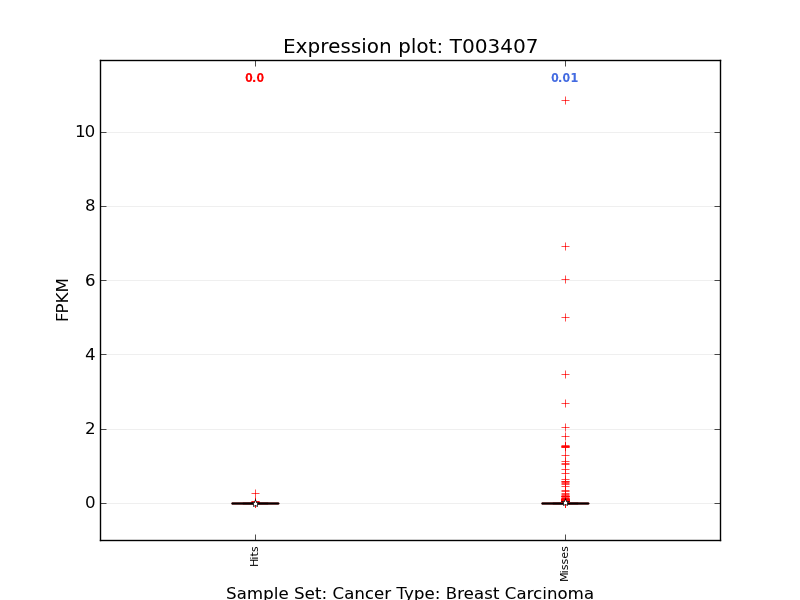 Expression plot: T003407
0.0
0.01
10
8
6
4
2
0
FPKM
Hits
Misses
Sample Set: Cancer Type: Breast Carcinoma